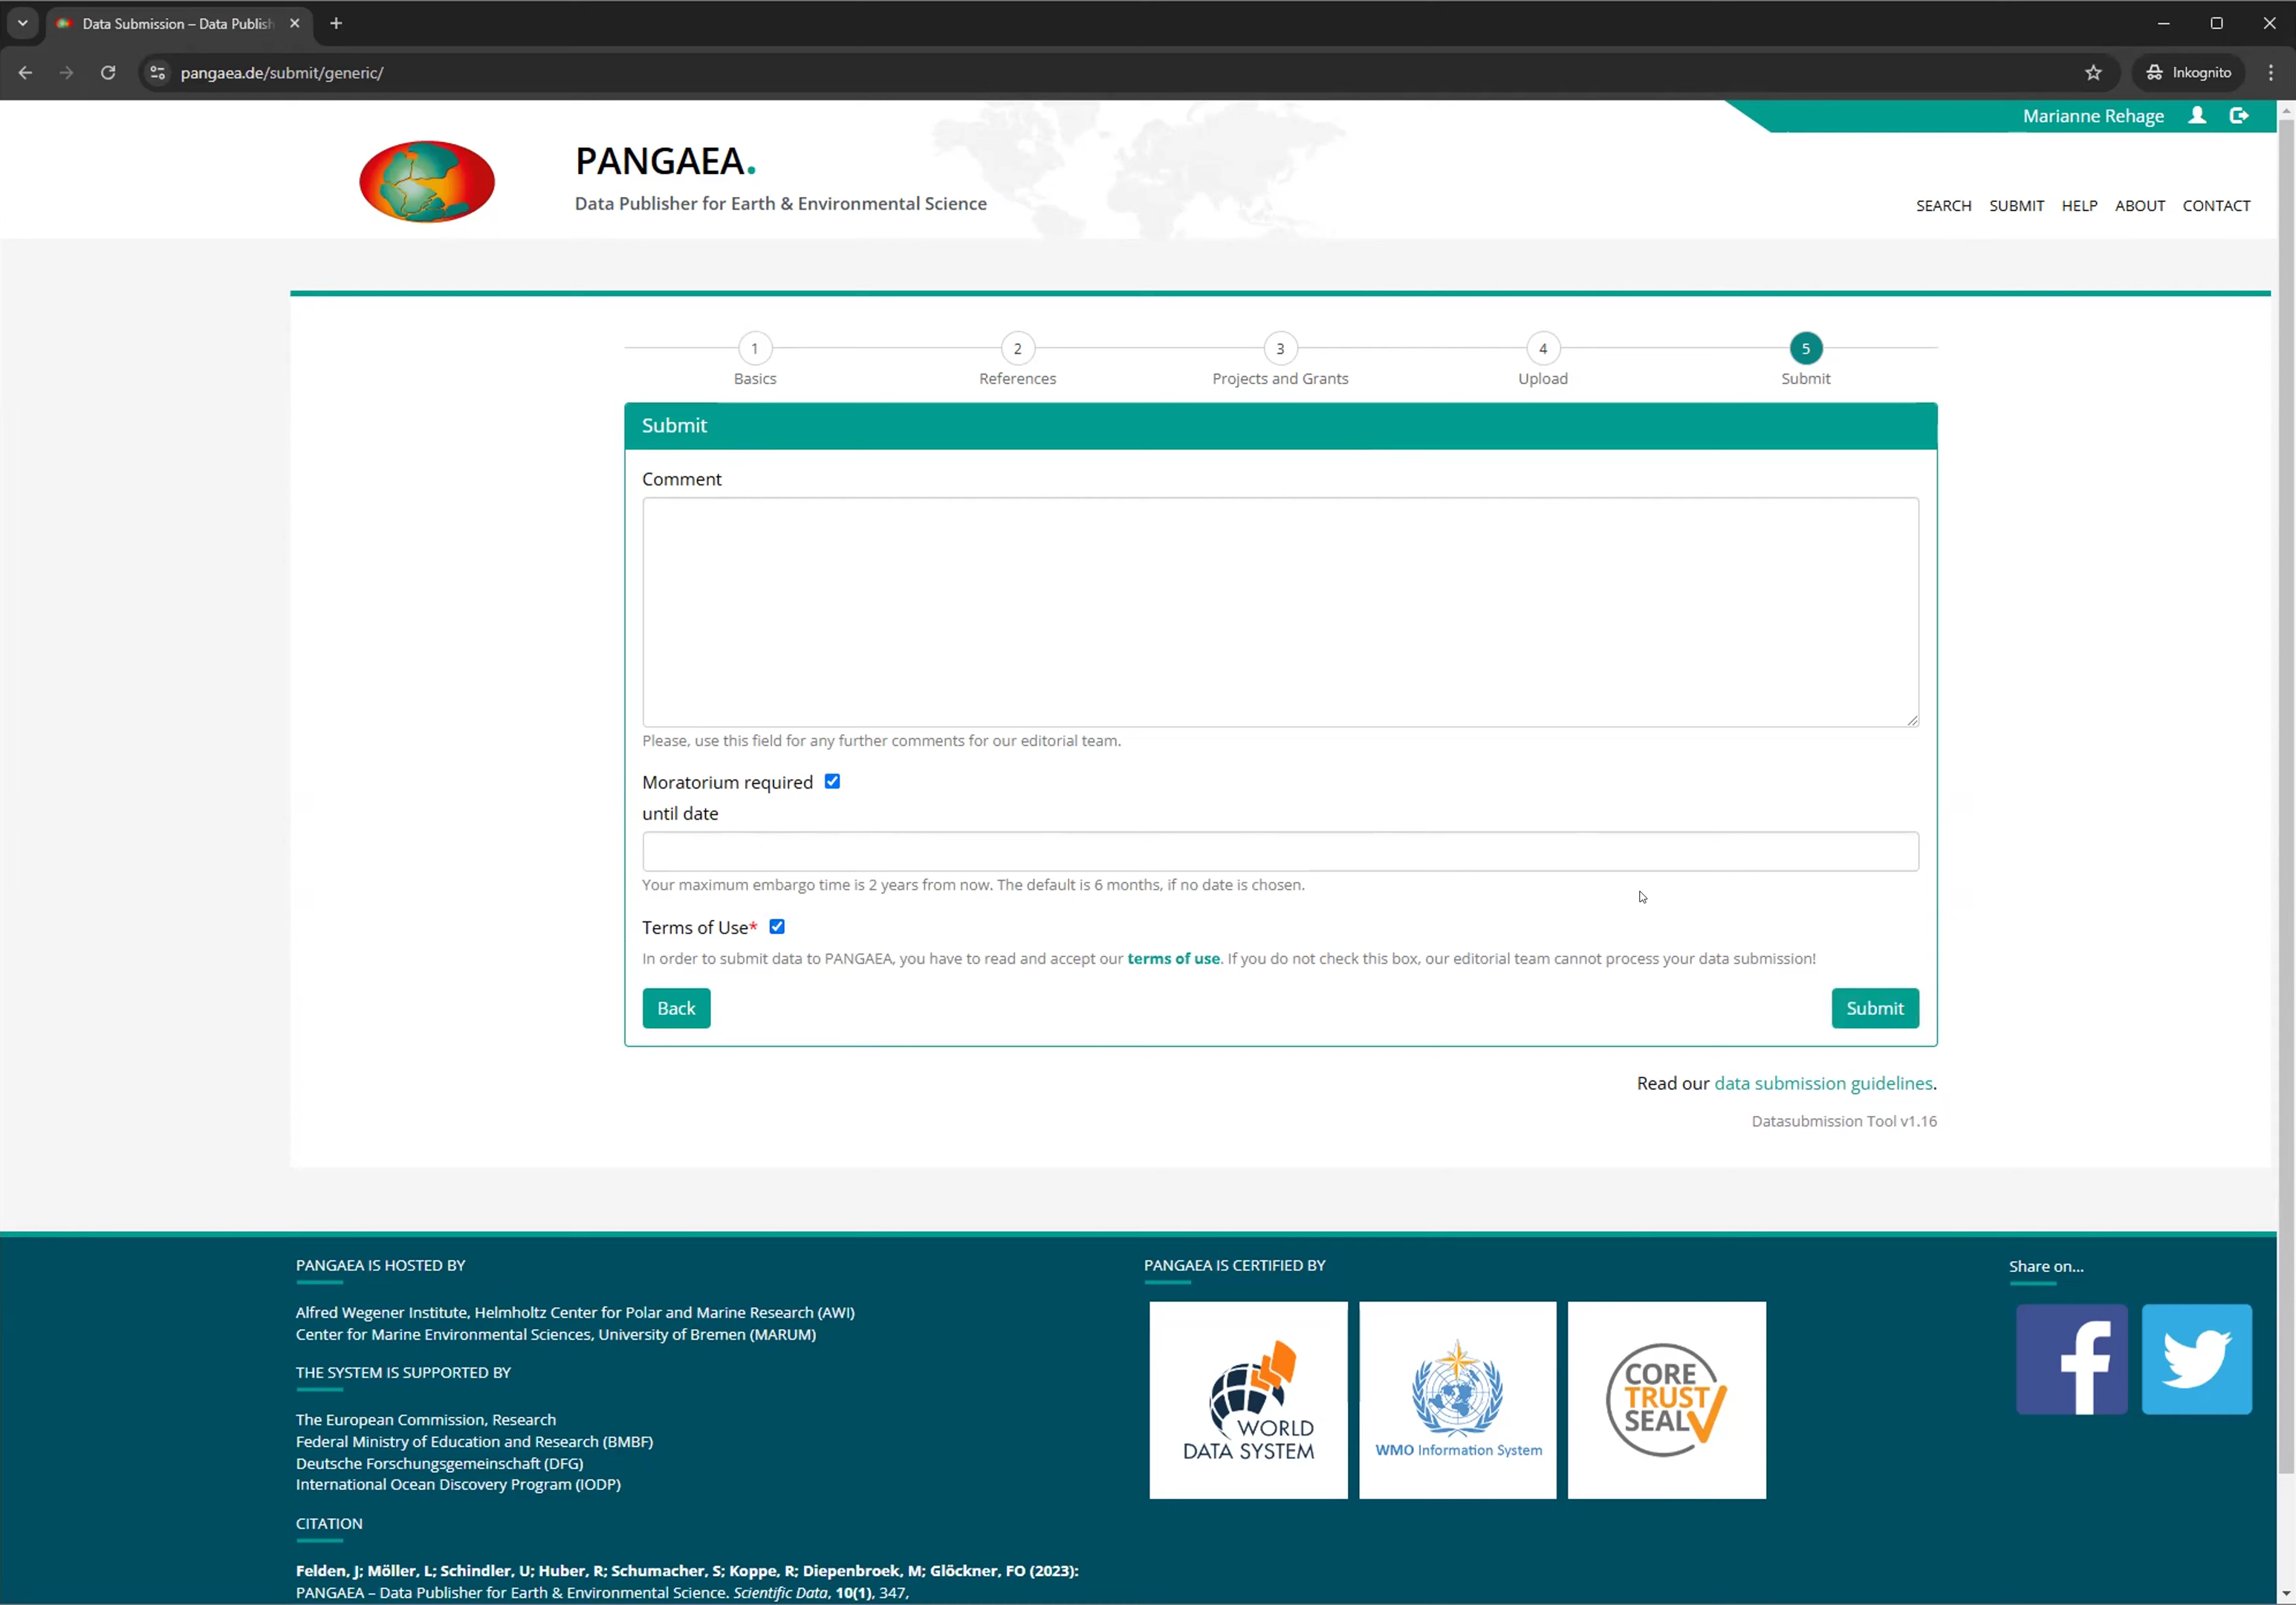 Data Submission – Data Publish
pangaea.de/submit/generic/
Inkognito
Marianne Rehage
PANGAEA.
Data Publisher for Earth & Environmental Science
SEARCH SUBMIT HELP ABOUT CONTACT
1 2 3 4 5
Basics References Projects and Grants Upload Submit
Submit
Comment
Please, use this field for any further comments for our editorial team.
Moratorium required
until date
Your maximum embargo time is 2 years from now. The default is 6 months, if no date is chosen.
Terms of Use*
In order to submit data to PANGAEA, you have to read and accept our terms of use. If you do not check this box, our editorial team cannot process your data submission!
Back Submit
Read our data submission guidelines.
Datasubmission Tool v1.16
PANGAEA IS HOSTED BY
Alfred Wegener Institute, Helmholtz Center for Polar and Marine Research (AWI)
Center for Marine Environmental Sciences, University of Bremen (MARUM)
THE SYSTEM IS SUPPORTED BY
The European Commission, Research
Federal Ministry of Education and Research (BMBF)
Deutsche Forschungsgemeinschaft (DFG)
International Ocean Discovery Program (IODP)
CITATION
Felden, J; Möller, L; Schindler, U; Huber, R; Schumacher, S; Koppe, R; Diepenbroek, M; Glöckner, FO (2023):
PANGAEA – Data Publisher for Earth & Environmental Science. Scientific Data, 10(1), 347,
PANGAEA IS CERTIFIED BY
WORLD
DATA SYSTEM
WMO Information System
CORE
TRUST
SEAL
Share on...